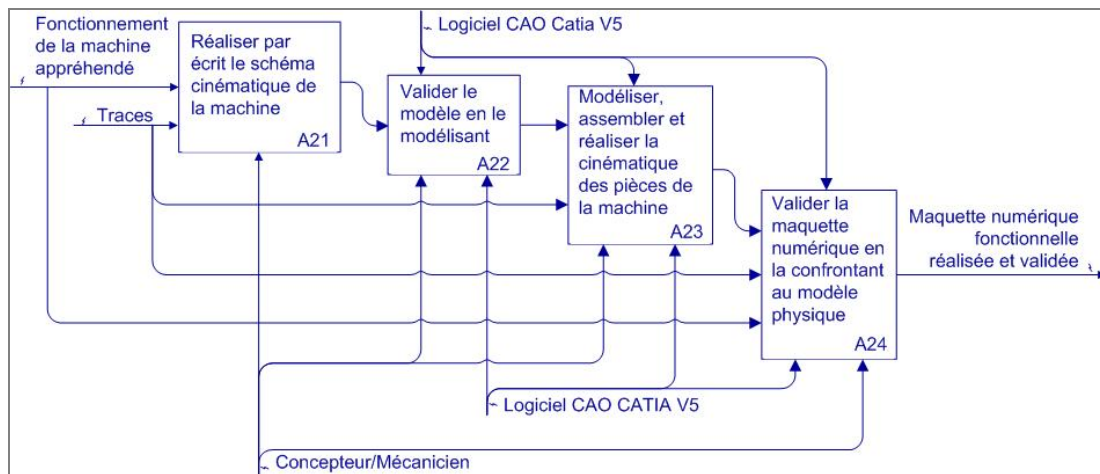 Fonctionnement
de la machine
appréhendé
Traces
Réaliser par
écrit le schéma
cinématique de
la machine
A21
Logiciel CAO Catia V5
Valider le
modèle en le
modélisant
A22
Modéliser,
assembler et
réaliser la
cinématique
des pièces de
la machine
A23
Valider la
maquette
numérique en
la confrontant
au modèle
physique
A24
Maquette numérique
fonctionnelle
réalisée et validée
Logiciel CAO CATIA V5
Concepteur/Mécanicien